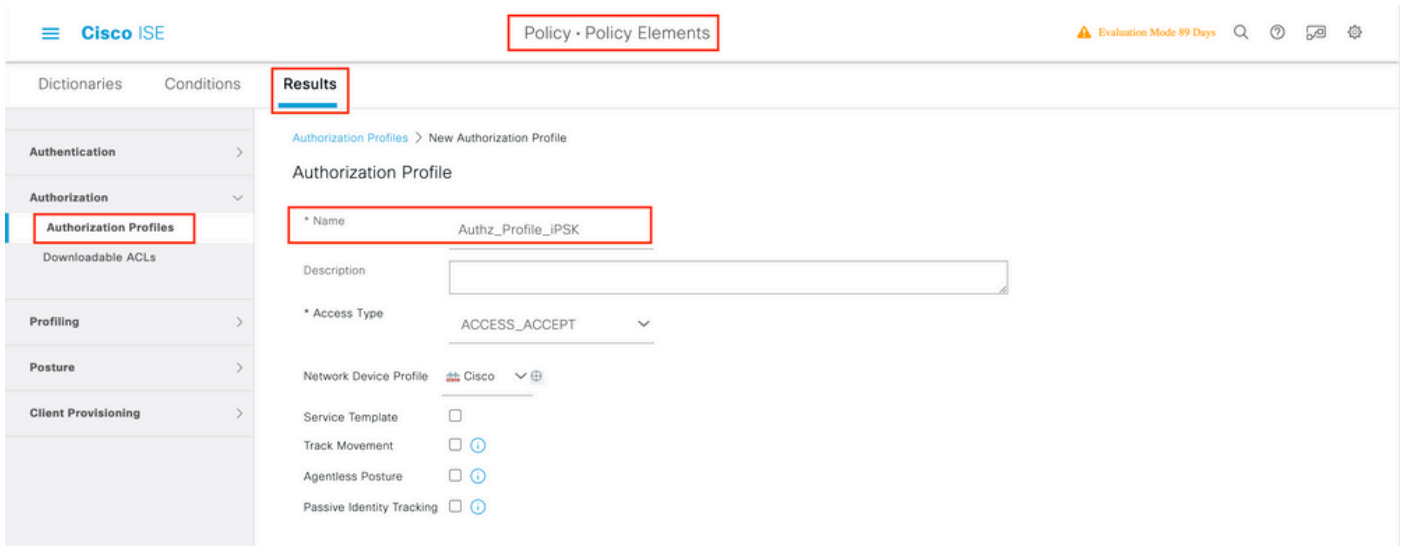 Cisco ISE
Policy · Policy Elements
Evaluation Mode 89 Days
Dictionaries
Conditions
Results
Authentication
Authorization
Authorization Profiles
Downloadable ACLs
Profiling
Posture
Client Provisioning
Authorization Profiles > New Authorization Profile
Authorization Profile
* Name
Authz_Profile_iPSK
Description
* Access Type
ACCESS_ACCEPT
Network Device Profile
Cisco
Service Template
Track Movement
Agentless Posture
Passive Identity Tracking